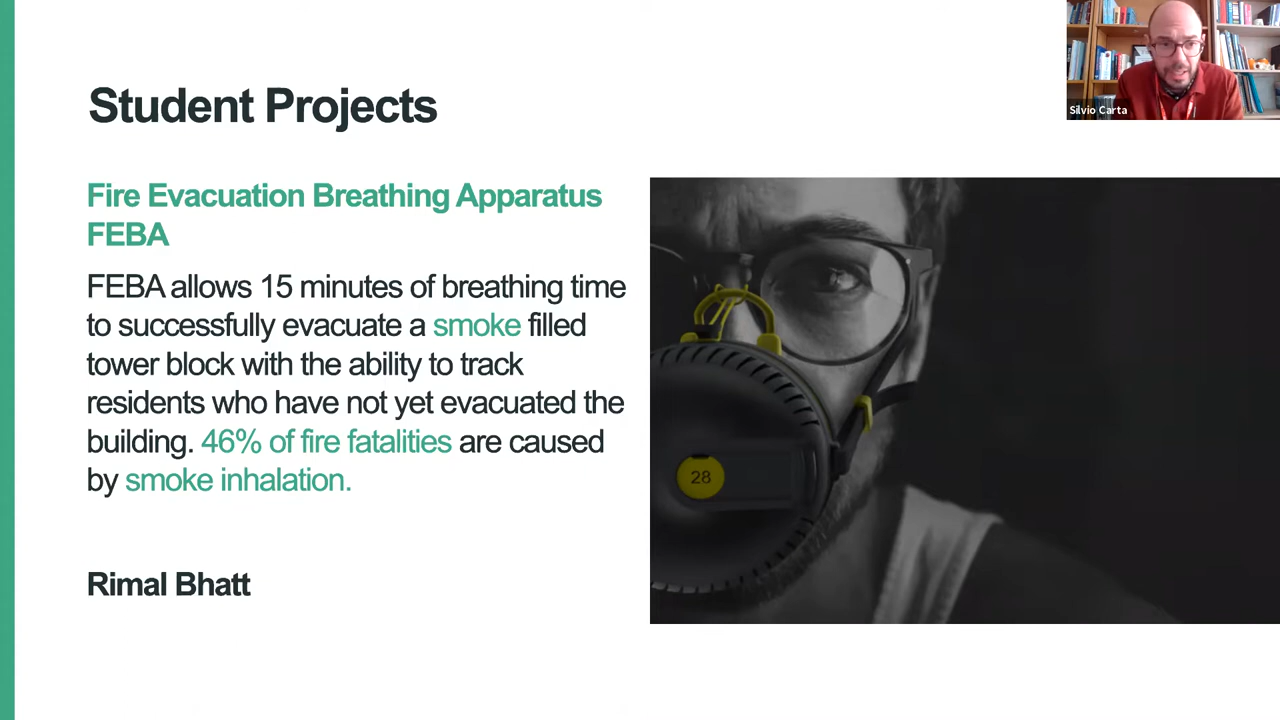 Student Projects
Silvio Carta
Fire Evacuation Breathing Apparatus
FEBA
FEBA allows 15 minutes of breathing time
to successfully evacuate a smoke filled
tower block with the ability to track
residents who have not yet evacuated the
building. 46% of fire fatalities are caused
by smoke inhalation.
28
Rimal Bhatt